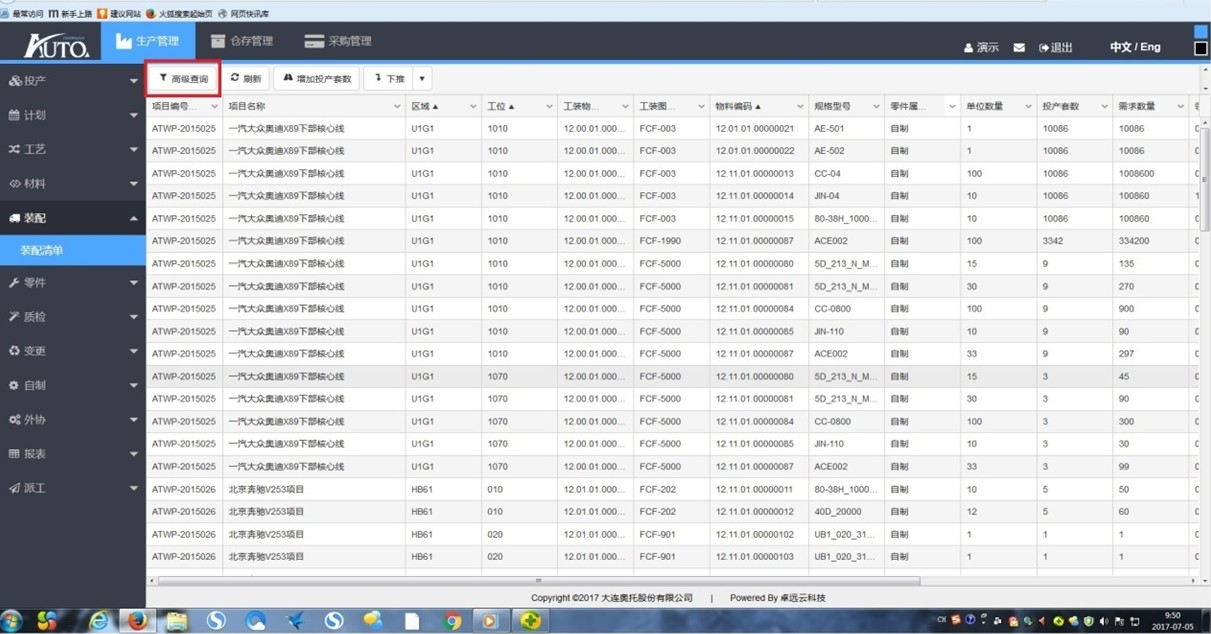 最常访问 新手上路 建议网站 火狐搜索起始页 网页快讯库
AUTO. 生产管理 仓存管理 采购管理 演示 退出 中文 / Eng
投产
计划
工艺
材料
装配
装配清单
零件
质检
变更
自制
外协
报表
派工
高级查询 刷新 增加投产套数 下推
项目编号... 项目名称 区域 工位 工装物... 工装图... 物料编码 规格型号 零件属... 单位数量 投产套数 需求数量
ATWP-2015025 一汽大众奥迪X89下部核心线 U1G1 1010 12.00.01.000... FCF-003 12.01.01.00000021 AE-501 自制 1 10086 10086
ATWP-2015025 一汽大众奥迪X89下部核心线 U1G1 1010 12.00.01.000... FCF-003 12.01.01.00000022 AE-502 自制 1 10086 10086
ATWP-2015025 一汽大众奥迪X89下部核心线 U1G1 1010 12.00.01.000... FCF-003 12.11.01.00000013 CC-04 自制 100 10086 1008600
ATWP-2015025 一汽大众奥迪X89下部核心线 U1G1 1010 12.00.01.000... FCF-003 12.11.01.00000014 JIN-04 自制 10 10086 100860
ATWP-2015025 一汽大众奥迪X89下部核心线 U1G1 1010 12.00.01.000... FCF-003 12.11.01.00000015 80-38H_1000... 自制 10 10086 100860
ATWP-2015025 一汽大众奥迪X89下部核心线 U1G1 1010 12.00.01.000... FCF-1990 12.11.01.00000087 ACE002 自制 100 3342 334200
ATWP-2015025 一汽大众奥迪X89下部核心线 U1G1 1010 12.00.01.000... FCF-5000 12.11.01.00000080 5D_213_N_M... 自制 15 9 135
ATWP-2015025 一汽大众奥迪X89下部核心线 U1G1 1010 12.00.01.000... FCF-5000 12.11.01.00000081 5D_213_N_M... 自制 30 9 270
ATWP-2015025 一汽大众奥迪X89下部核心线 U1G1 1010 12.00.01.000... FCF-5000 12.11.01.00000084 CC-0800 自制 100 9 900
ATWP-2015025 一汽大众奥迪X89下部核心线 U1G1 1010 12.00.01.000... FCF-5000 12.11.01.00000085 JIN-110 自制 10 9 90
ATWP-2015025 一汽大众奥迪X89下部核心线 U1G1 1010 12.00.01.000... FCF-5000 12.11.01.00000087 ACE002 自制 33 9 297
ATWP-2015025 一汽大众奥迪X89下部核心线 U1G1 1070 12.00.01.000... FCF-5000 12.11.01.00000080 5D_213_N_M... 自制 15 3 45
ATWP-2015025 一汽大众奥迪X89下部核心线 U1G1 1070 12.00.01.000... FCF-5000 12.11.01.00000081 5D_213_N_M... 自制 30 3 90
ATWP-2015025 一汽大众奥迪X89下部核心线 U1G1 1070 12.00.01.000... FCF-5000 12.11.01.00000084 CC-0800 自制 100 3 300
ATWP-2015025 一汽大众奥迪X89下部核心线 U1G1 1070 12.00.01.000... FCF-5000 12.11.01.00000085 JIN-110 自制 10 3 30
ATWP-2015025 一汽大众奥迪X89下部核心线 U1G1 1070 12.00.01.000... FCF-5000 12.11.01.00000087 ACE002 自制 33 3 99
ATWP-2015026 北京奔驰V253项目 HB61 010 12.01.01.000... FCF-202 12.11.01.00000011 80-38H_1000... 自制 10 5 50
ATWP-2015026 北京奔驰V253项目 HB61 010 12.01.01.000... FCF-202 12.11.01.00000012 40D_20000 自制 12 5 60
ATWP-2015026 北京奔驰V253项目 HB61 020 12.01.01.000... FCF-901 12.11.01.00000102 UB1_020_31... 自制 1 1 1
ATWP-2015026 北京奔驰V253项目 HB61 020 12.01.01.000... FCF-901 12.11.01.00000103 UB1_020_31... 自制 1 1 1
Copyright ©2017 大连奥托股份有限公司 | Powered By 卓远云科技
CH 9:50
2017-07-05